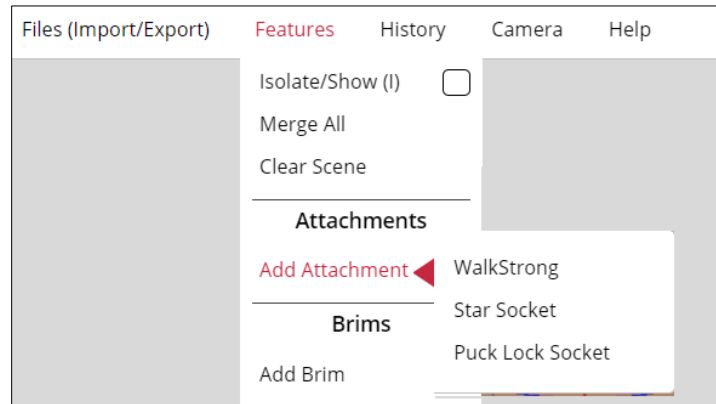 Files (Import/Export) Features History Camera Help
Isolate/Show (I)
Merge All
Clear Scene
Attachments
Add Attachment
WalkStrong
Star Socket
Puck Lock Socket
Brims
Add Brim